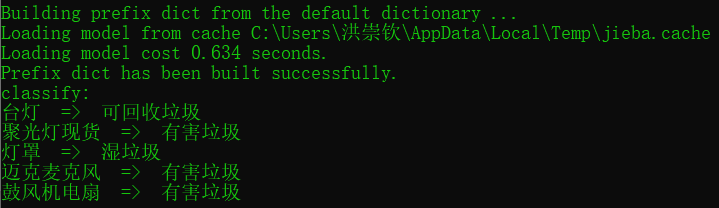 Building prefix dict from the default dictionary ...
Loading model from cache C:\Users\洪崇钦\AppData\Local\Temp\jieba.cache
Loading model cost 0.634 seconds.
Prefix dict has been built successfully.
classify:
台灯  =>  可回收垃圾
聚光灯现货  =>  有害垃圾
灯罩  =>  湿垃圾
迈克麦克风  =>  有害垃圾
鼓风机电扇  =>  有害垃圾